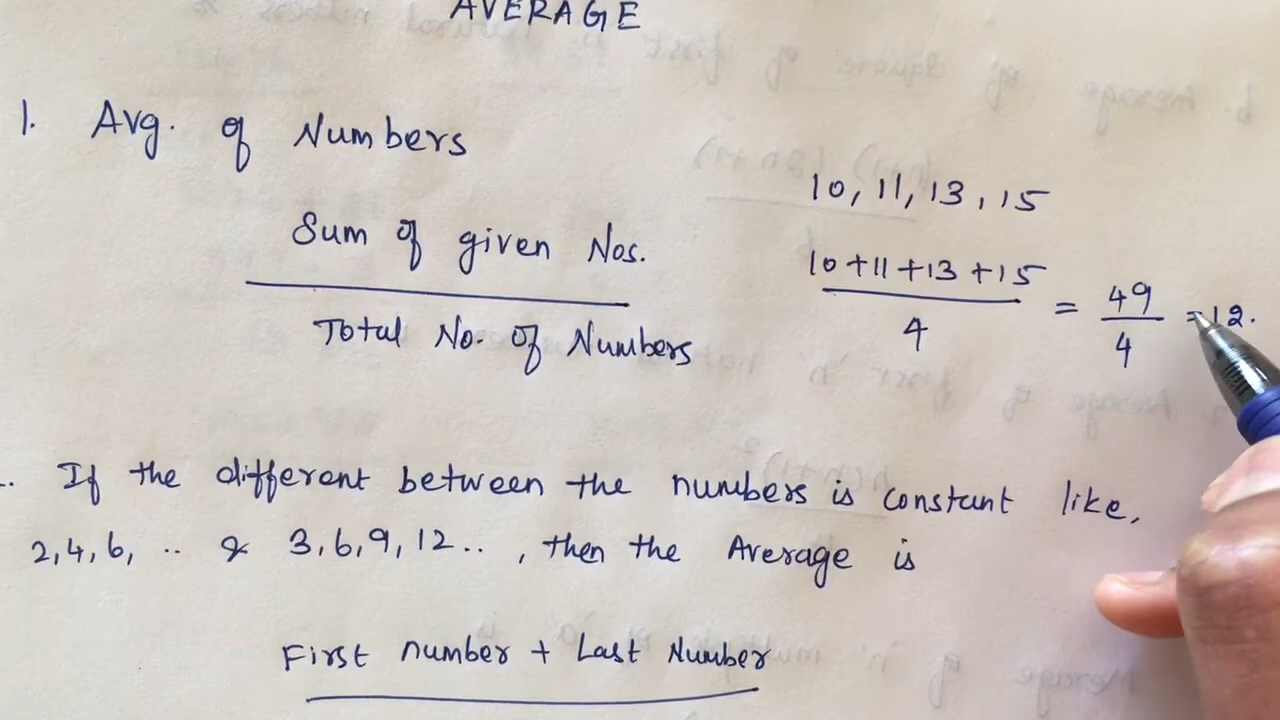 AVERAGE
1. Avg. of Numbers
Sum of given Nos.
Total No. of Numbers
10, 11, 13, 15
10+11+13+15
4
= 49
4
= 12.
If the different between the numbers is constant like,
2,4,6, .. & 3,6,9,12.. , then the Average is
First number + Last Number